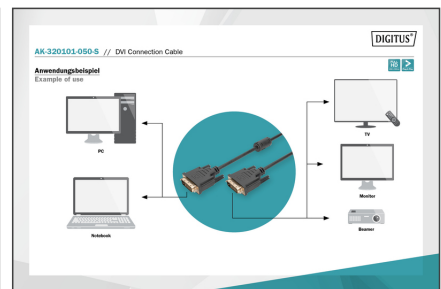 DIGITUS®
AK-320101-050-S // DVI Connection Cable
Anwendungsbeispiel
Example of use
PC
TV
Monitor
Notebook
Beamer